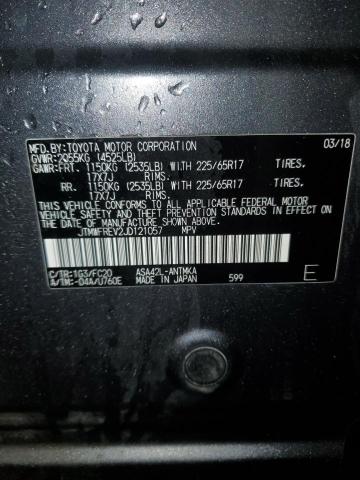 MFD.BY:TOYOTA MOTOR CORPORATION 03/18
GVWR:2055KG (4525LB)
GAWR:FRT. 1150KG (2535LB) WITH 225/65R17 TIRES,
17X7J RIMS.
RR. 1150KG (2535LB) WITH 225/65R17 TIRES,
17X7J RIMS.
THIS VEHICLE CONFORMS TO ALL APPLICABLE FEDERAL MOTOR
VEHICLE SAFETY STANDARDS IN EFFECT ON THE DATE OF
MANUFACTURE SHOWN ABOVE.
JTMWFREV2JD121057 MPV
C/TR:1G3/FC20 ASA42L-ANTMKA
A/TM:-04A/U760E MADE IN JAPAN 599 E